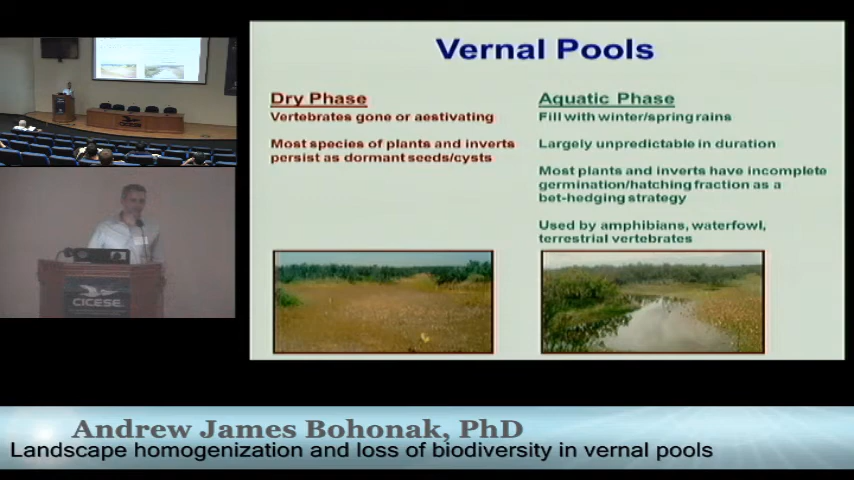 Vernal Pools
Dry Phase
Vertebrates gone or aestivating
Most species of plants and inverts
persist as dormant seeds/cysts
Aquatic Phase
Fill with winter/spring rains
Largely unpredictable in duration
Most plants and inverts have incomplete
germination/hatching fraction as a
bet-hedging strategy
Used by amphibians, waterfowl,
terrestrial vertebrates
CICESE
Andrew James Bohonak, PhD
Landscape homogenization and loss of biodiversity in vernal pools